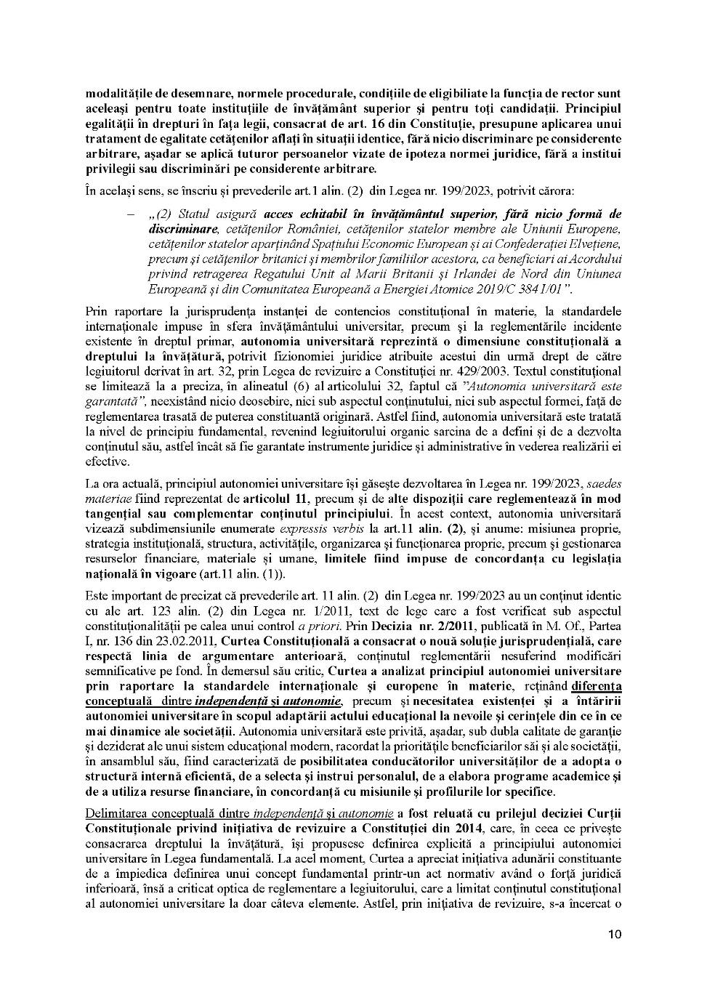 modalitățile de desemnare, normele procedurale, condițiile de eligibiliate la funcția de rector sunt
aceleași pentru toate instituțiile de învățământ superior și pentru toți candidații. Principiul
egalității în drepturi în fața legii, consacrat de art. 16 din Constituție, presupune aplicarea unui
tratament de egalitate cetățenilor aflați în situații identice, fără nicio discriminare pe considerente
arbitrare, așadar se aplică tuturor persoanelor vizate de ipoteza normei juridice, fără a institui
privilegii sau discriminări pe considerente arbitrare.
În același sens, se înscriu și prevederile art.1 alin. (2) din Legea nr. 199/2023, potrivit cărora:
– „(2) Statul asigură acces echitabil în învățământul superior, fără nicio formă de
discriminare, cetățenilor României, cetățenilor statelor membre ale Uniunii Europene,
cetățenilor statelor aparținând Spațiului Economic European și ai Confederației Elvețiene,
precum și cetățenilor britanici și membrilor familiilor acestora, ca beneficiari ai Acordului
privind retragerea Regatului Unit al Marii Britanii și Irlandei de Nord din Uniunea
Europeană și din Comunitatea Europeană a Energiei Atomice 2019/C 384 I/01”.
Prin raportare la jurisprudența instanței de contencios constituțional în materie, la standardele
internaționale impuse în sfera învățământului universitar, precum și la reglementările incidente
existente în dreptul primar, autonomia universitară reprezintă o dimensiune constituțională a
dreptului la învățătură, potrivit fizionomiei juridice atribuite acestui din urmă drept de către
legiuitorul derivat în art. 32, prin Legea de revizuire a Constituției nr. 429/2003. Textul constituțional
se limitează la a preciza, în alineatul (6) al articolului 32, faptul că ”Autonomia universitară este
garantată”, neexistând nicio deosebire, nici sub aspectul conținutului, nici sub aspectul formei, față de
reglementarea trasată de puterea constituantă originară. Astfel fiind, autonomia universitară este tratată
la nivel de principiu fundamental, revenind legiuitorului organic sarcina de a defini și de a dezvolta
conținutul său, astfel încât să fie garantate instrumente juridice și administrative în vederea realizării ei
efective.
La ora actuală, principiul autonomiei universitare își găsește dezvoltarea în Legea nr. 199/2023, saedes
materiae fiind reprezentat de articolul 11, precum și de alte dispoziții care reglementează în mod
tangențial sau complementar conținutul principiului. În acest context, autonomia universitară
vizează subdimensiunile enumerate expressis verbis la art.11 alin. (2), și anume: misiunea proprie,
strategia instituțională, structura, activitățile, organizarea și funcționarea proprie, precum și gestionarea
resurselor financiare, materiale și umane, limitele fiind impuse de concordanța cu legislația
națională în vigoare (art.11 alin. (1)).
Este important de precizat că prevederile art. 11 alin. (2) din Legea nr. 199/2023 au un conținut identic
cu ale art. 123 alin. (2) din Legea nr. 1/2011, text de lege care a fost verificat sub aspectul
constituționalității pe calea unui control a priori. Prin Decizia nr. 2/2011, publicată în M. Of., Partea
I, nr. 136 din 23.02.2011, Curtea Constituțională a consacrat o nouă soluție jurisprudențială, care
respectă linia de argumentare anterioară, conținutul reglementării nesuferind modificări
semnificative pe fond. În demersul său critic, Curtea a analizat principiul autonomiei universitare
prin raportare la standardele internaționale și europene în materie, reținând diferența
conceptuală dintre independență și autonomie, precum și necesitatea existenței și a întăririi
autonomiei universitare în scopul adaptării actului educațional la nevoile și cerințele din ce în ce
mai dinamice ale societății. Autonomia universitară este privită, așadar, sub dubla calitate de garanție
și deziderat ale unui sistem educațional modern, racordat la prioritățile beneficiarilor săi și ale societății,
în ansamblul său, fiind caracterizată de posibilitatea conducătorilor universităților de a adopta o
structură internă eficientă, de a selecta și instrui personalul, de a elabora programe academice și
de a utiliza resurse financiare, în concordanță cu misiunile și profilurile lor specifice.
Delimitarea conceptuală dintre independență și autonomie a fost reluată cu prilejul deciziei Curții
Constituționale privind inițiativa de revizuire a Constituției din 2014, care, în ceea ce privește
consacrarea dreptului la învățătură, își propusese definirea explicită a principiului autonomiei
universitare în Legea fundamentală. La acel moment, Curtea a apreciat inițiativa adunării constituante
de a împiedica definirea unui concept fundamental printr-un act normativ având o forță juridică
inferioară, însă a criticat optica de reglementare a legiuitorului, care a limitat conținutul constituțional
al autonomiei universitare la doar câteva elemente. Astfel, prin inițiativa de revizuire, s-a încercat o
10